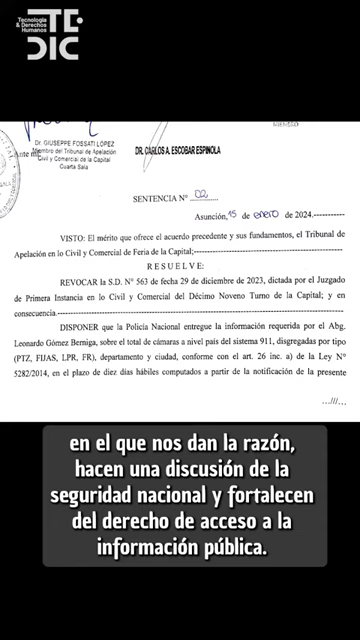 Tecnología
& Derechos
Humanos
TEDIC
Dr. GIUSEPPE FOSSATI LÓPEZ
Miembro del Tribunal de Apelación
Civil y Comercial de la Capital
Cuarta Sala
Ante mí:
DR. CARLOS A. ESCOBAR ESPINOLA
SENTENCIA Nº 02
Asunción, 15 de enero de 2024.-----------
VISTO: El mérito que ofrece el acuerdo precedente y sus fundamentos, el Tribunal de
Apelación en lo Civil y Comercial de Feria de la Capital;
R E S U E L V E:
REVOCAR la S.D. Nº 563 de fecha 29 de diciembre de 2023, dictada por el Juzgado
de Primera Instancia en lo Civil y Comercial del Décimo Noveno Turno de la Capital; y en
consecuencia.
DISPONER que la Policía Nacional entregue la información requerida por el Abg.
Leonardo Gómez Berniga, sobre el total de cámaras a nivel país del sistema 911, disgregadas por tipo
(PTZ, FIJAS, LPR, FR), departamento y ciudad, conforme con el art. 26 inc. a) de la Ley Nº
5282/2014, en el plazo de diez días hábiles computados a partir de la notificación de la presente
...///...
en el que nos dan la razón,
hacen una discusión de la
seguridad nacional y fortalecen
del derecho de acceso a la
información pública.